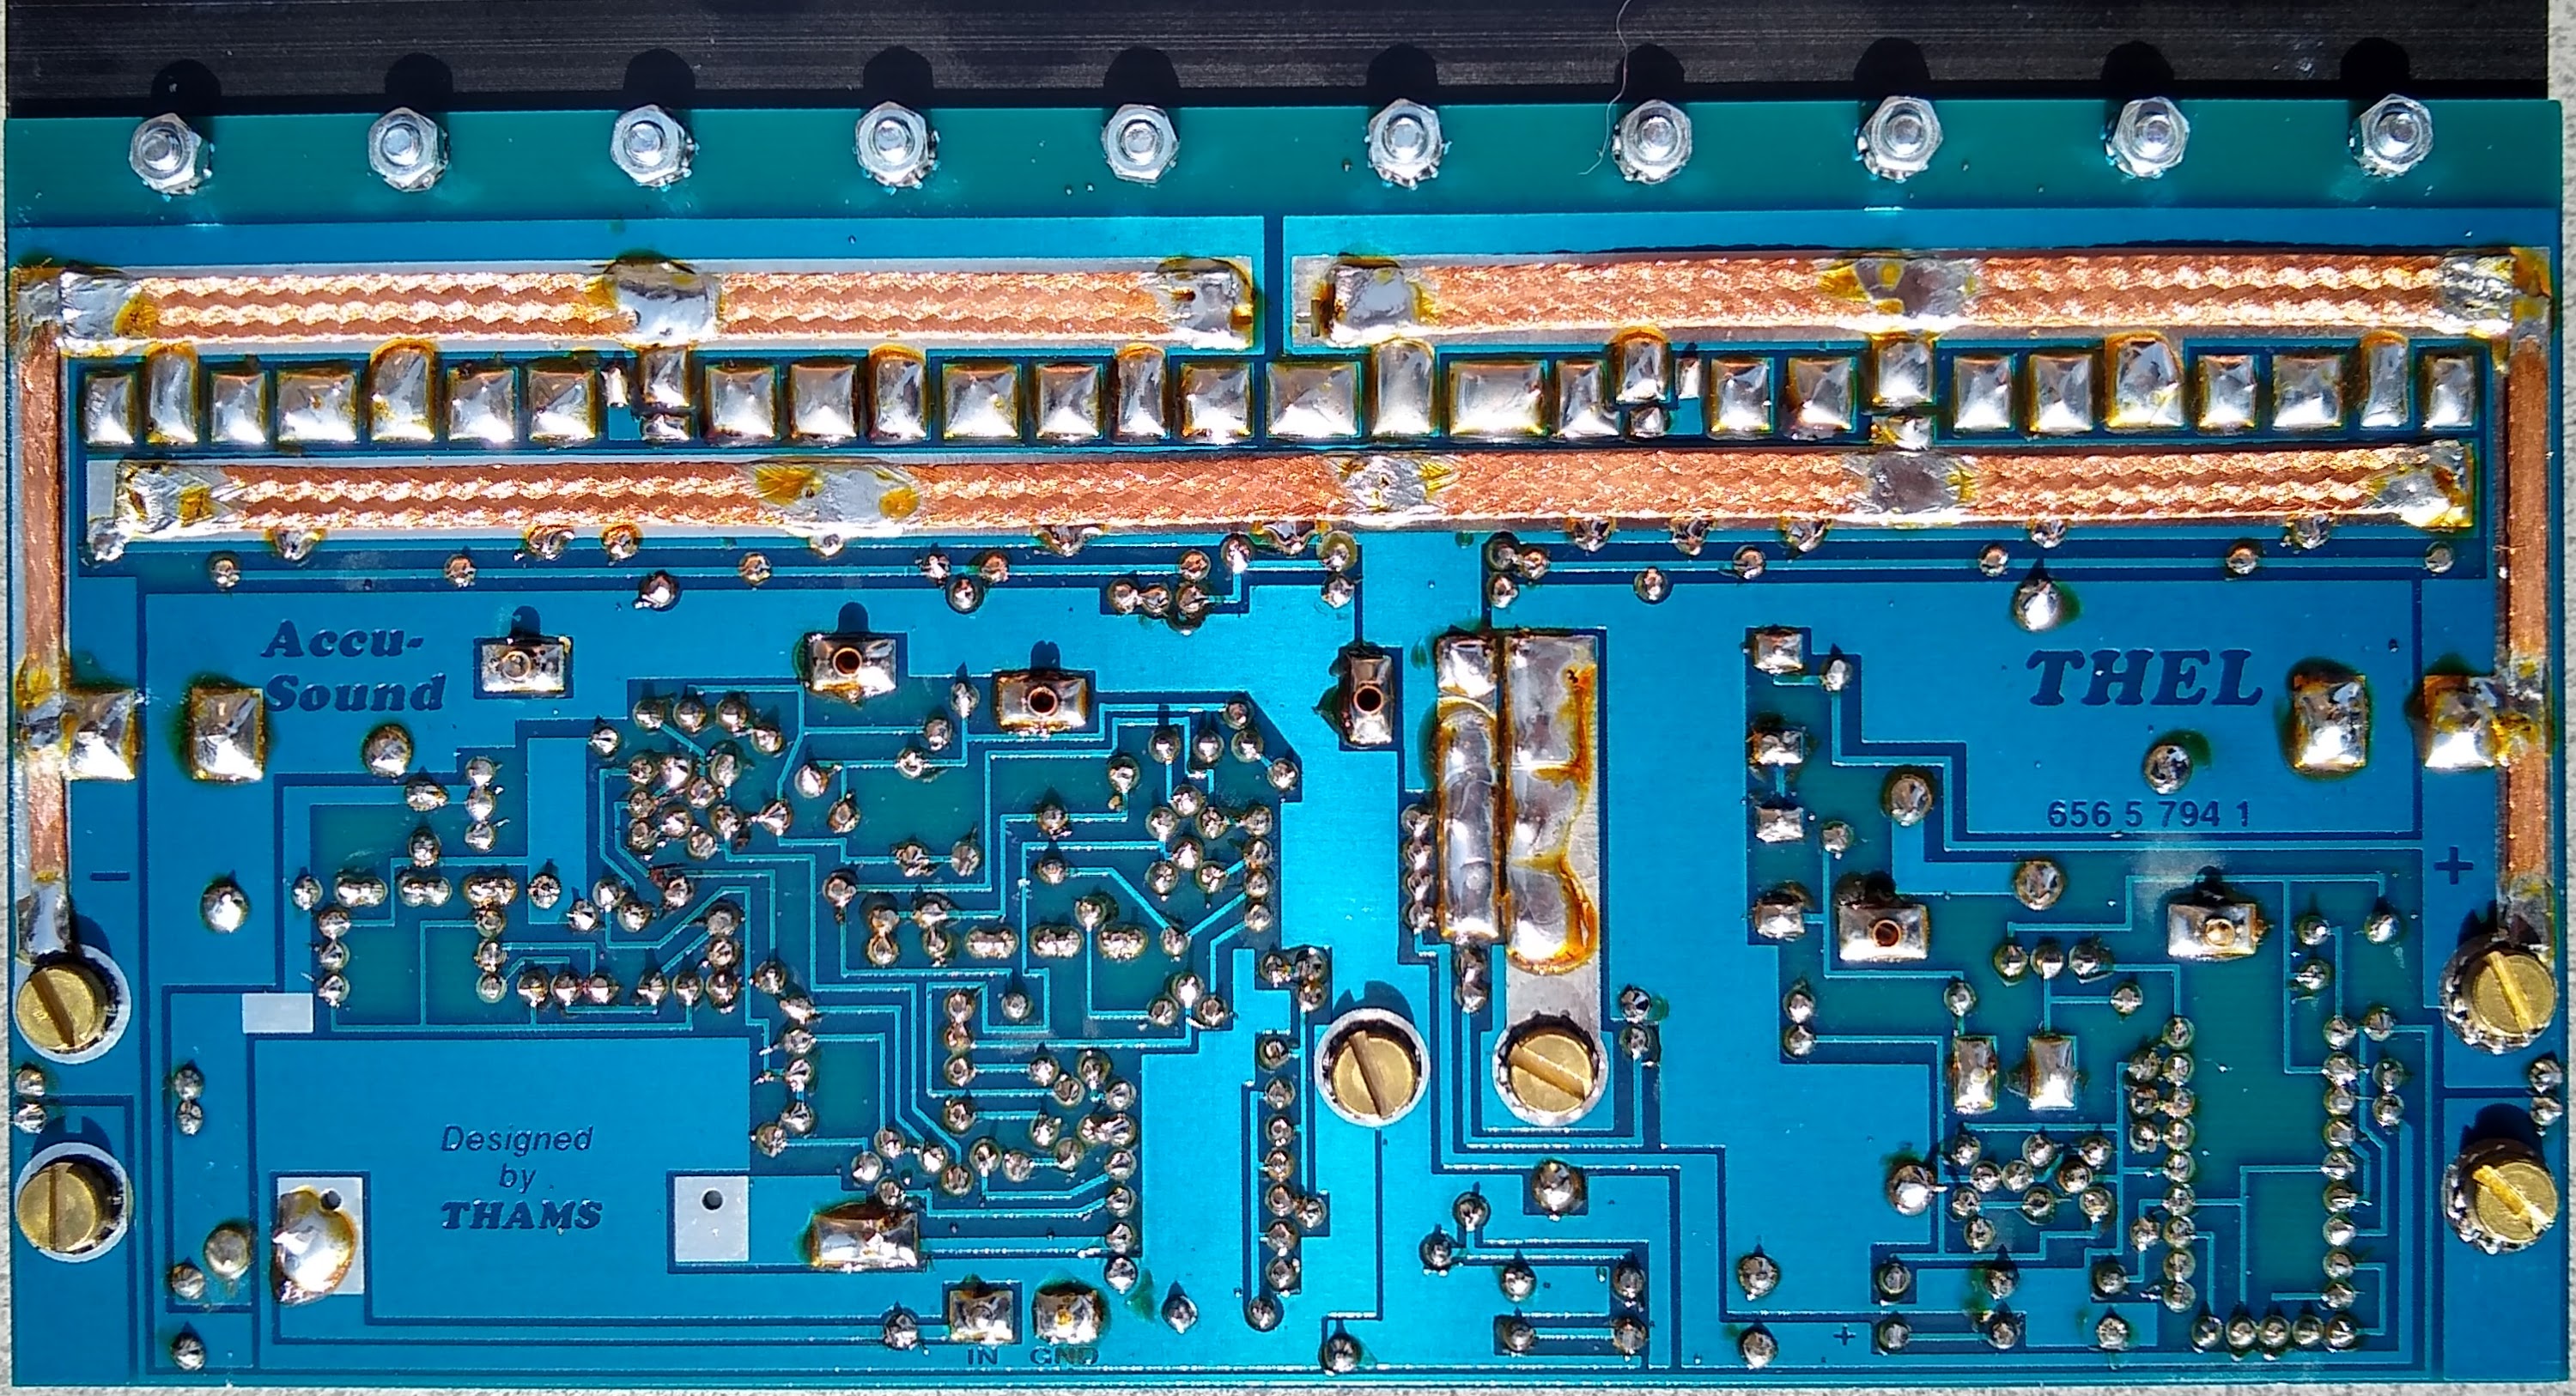 Accu-
Sound
THEL
656 5 794 1
-
+
Designed
by
THAMS
+
IN GND